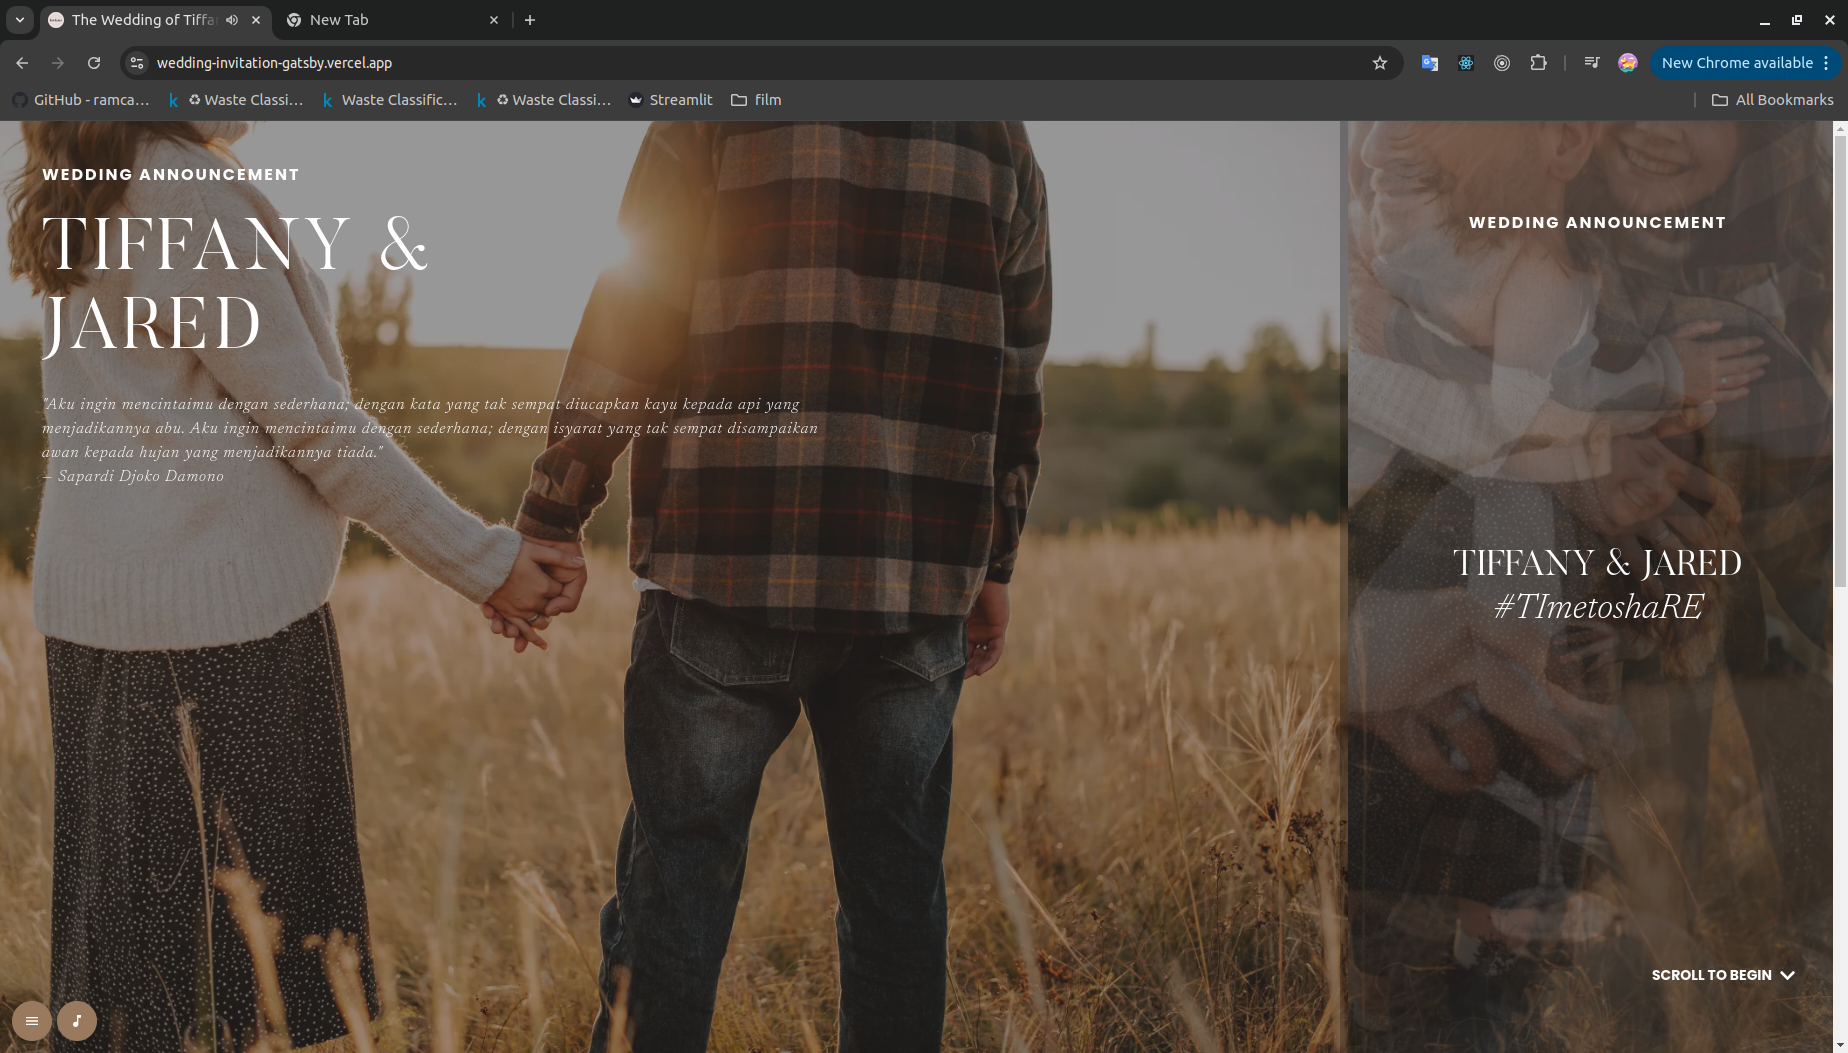 The Wedding of Tiffa
New Tab
wedding-invitation-gatsby.vercel.app
New Chrome available
GitHub - ramca...
♻ Waste Classi...
Waste Classific...
♻ Waste Classi...
Streamlit
film
All Bookmarks
WEDDING ANNOUNCEMENT
TIFFANY &
JARED
"Aku ingin mencintaimu dengan sederhana; dengan kata yang tak sempat diucapkan kayu kepada api yang
menjadikannya abu. Aku ingin mencintaimu dengan sederhana; dengan isyarat yang tak sempat disampaikan
awan kepada hujan yang menjadikannya tiada."
— Sapardi Djoko Damono
WEDDING ANNOUNCEMENT
TIFFANY & JARED
#TImetoshaRE
SCROLL TO BEGIN